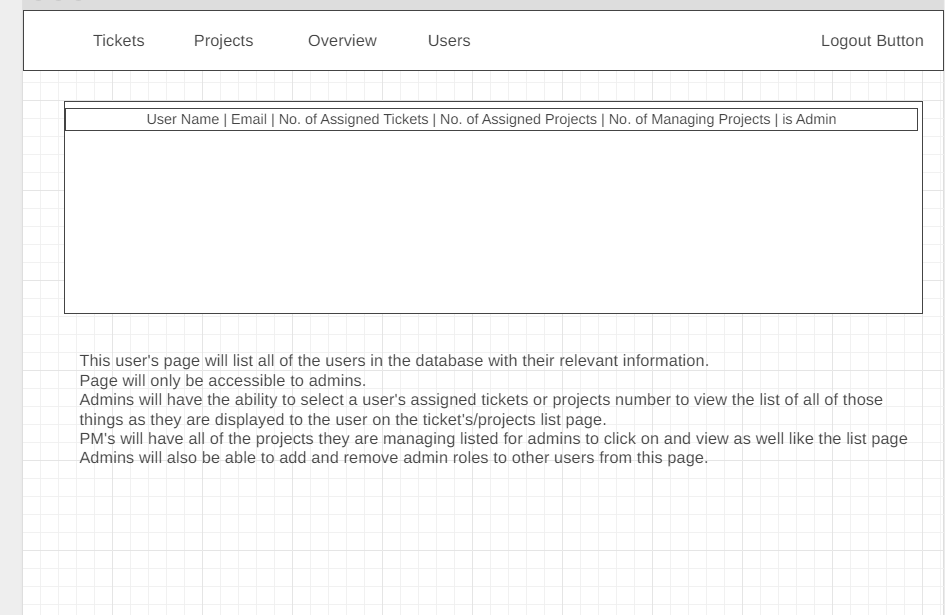 Tickets Projects Overview Users Logout Button
User Name | Email | No. of Assigned Tickets | No. of Assigned Projects | No. of Managing Projects | is Admin
This user's page will list all of the users in the database with their relevant information.
Page will only be accessible to admins.
Admins will have the ability to select a user's assigned tickets or projects number to view the list of all of those
things as they are displayed to the user on the ticket's/projects list page.
PM's will have all of the projects they are managing listed for admins to click on and view as well like the list page
Admins will also be able to add and remove admin roles to other users from this page.